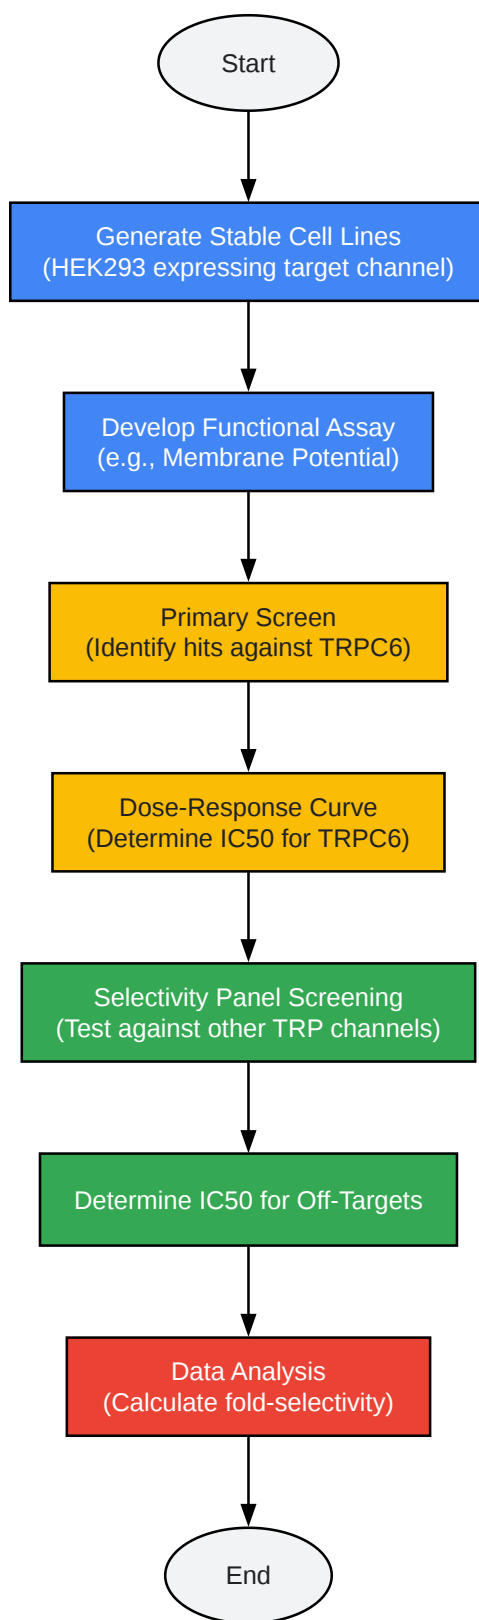 Start
Generate Stable Cell Lines
(HEK293 expressing target channel)
Develop Functional Assay
(e.g., Membrane Potential)
Primary Screen
(Identify hits against TRPC6)
Dose-Response Curve
(Determine IC50 for TRPC6)
Selectivity Panel Screening
(Test against other TRP channels)
Determine IC50 for Off-Targets
Data Analysis
(Calculate fold-selectivity)
End